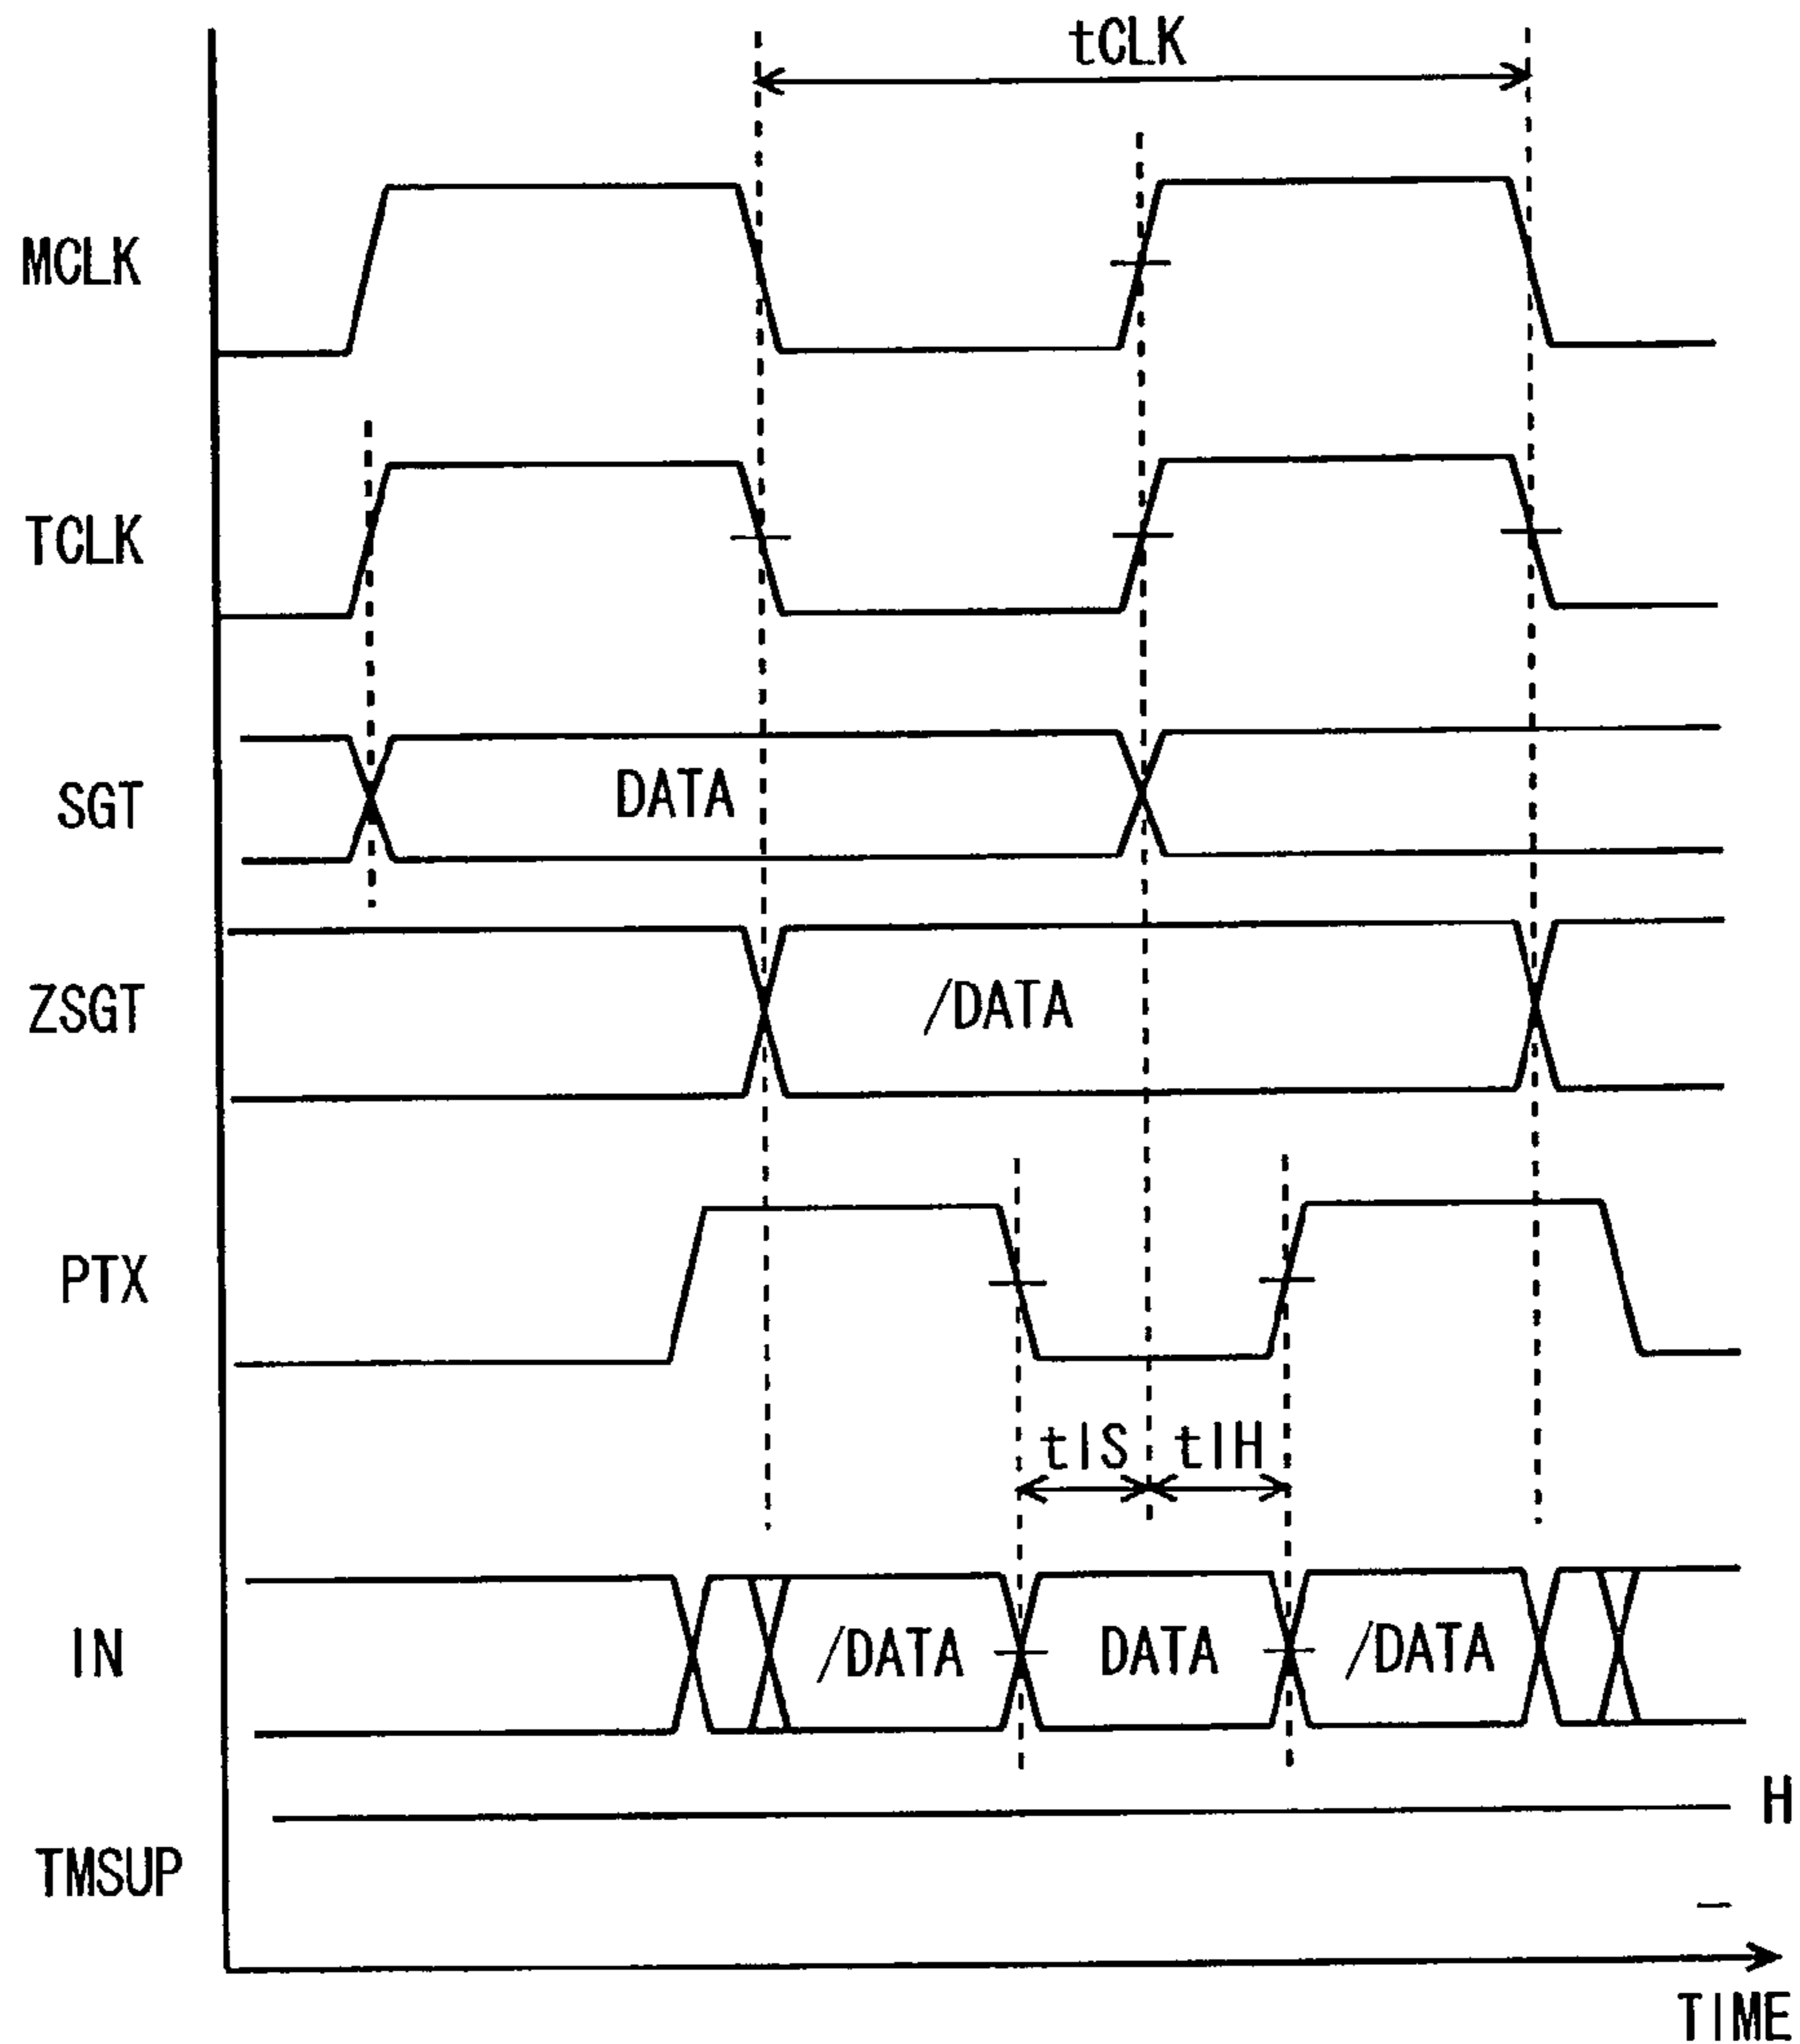 tCLK
MCLK
TCLK
SGT
DATA
ZSGT
/DATA
PTX
tIS
tIH
IN
/DATA
DATA
/DATA
H
TMSUP
TIME